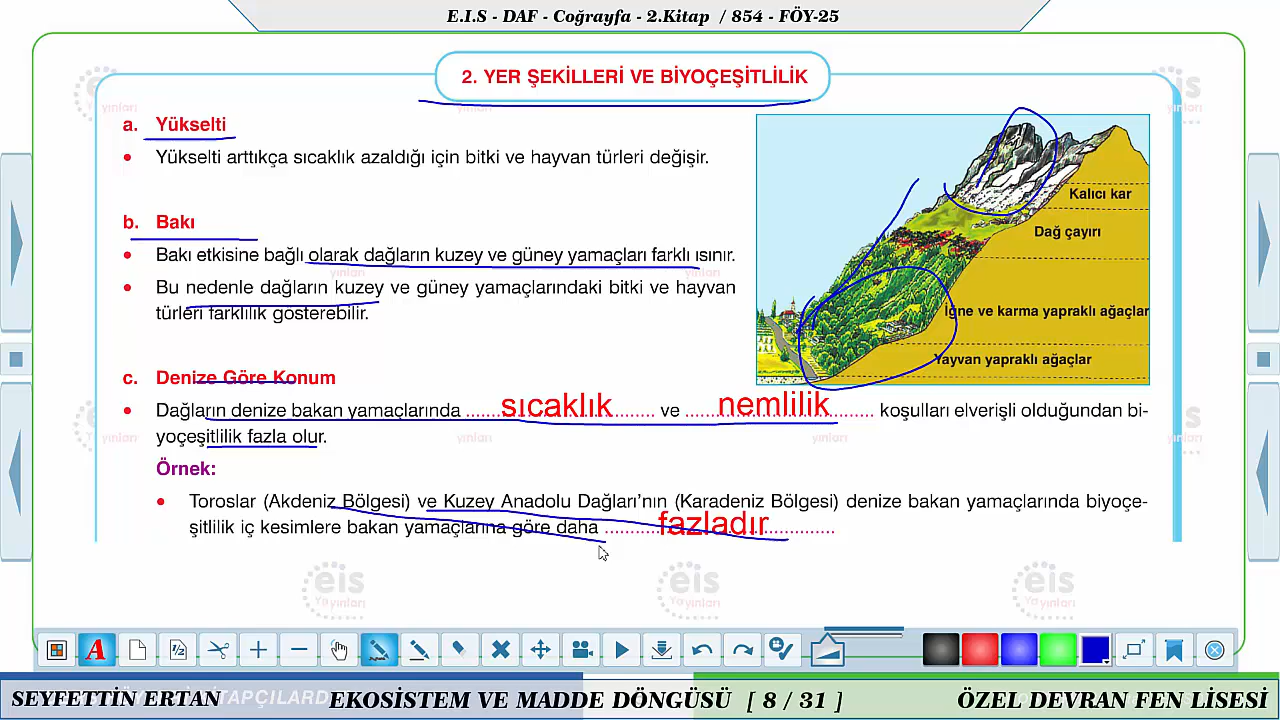 E.I.S - DAF - Coğrayfa - 2.Kitap / 854 - FÖY-25
2. YER ŞEKİLLERİ VE BİYOÇEŞİTLİLİK
a. Yükselti
• Yükselti arttıkça sıcaklık azaldığı için bitki ve hayvan türleri değişir.
b. Bakı
• Bakı etkisine bağlı olarak dağların kuzey ve güney yamaçları farklı ısınır.
• Bu nedenle dağların kuzey ve güney yamaçlarındaki bitki ve hayvan
türleri farklılık gösterebilir.
Kalıcı kar
Dağ çayırı
İğne ve karma yapraklı ağaçlar
Yayvan yapraklı ağaçlar
c. Denize Göre Konum
• Dağların denize bakan yamaçlarında sıcaklık ve nemlilik koşulları elverişli olduğundan bi-
yoçeşitlilik fazla olur.
Örnek:
• Toroslar (Akdeniz Bölgesi) ve Kuzey Anadolu Dağları'nın (Karadeniz Bölgesi) denize bakan yamaçlarında biyoçe-
şitlilik iç kesimlere bakan yamaçlarına göre daha fazladır
eis yayınları
eis yayınları
eis yayınları
SEYFETTİN ERTAN
EKOSİSTEM VE MADDE DÖNGÜSÜ [ 8 / 31 ]
ÖZEL DEVRAN FEN LİSESİ